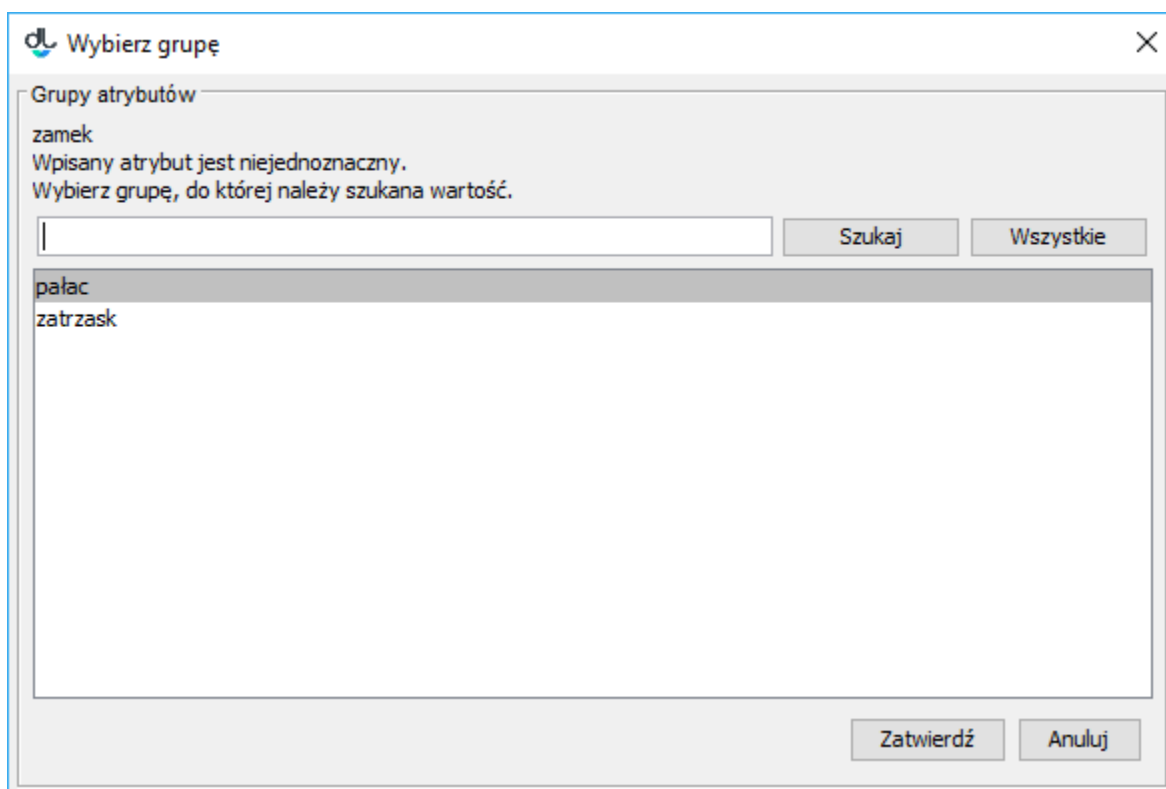 Wybierz grupę
Grupy atrybutów
zamek
Wpisany atrybut jest niejednoznaczny.
Wybierz grupę, do której należy szukana wartość.
Szukaj Wszystkie
pałac
zatrzask
Zatwierdź Anuluj